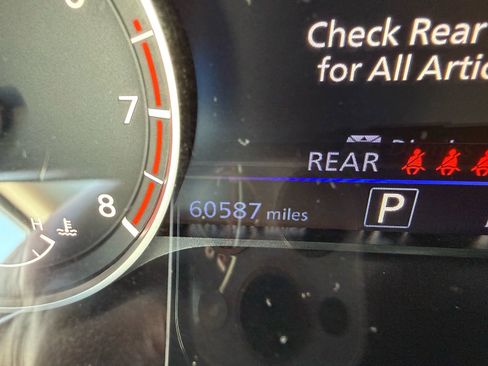 Check Rear
for All Artic
7
REAR
8
60587 miles
P
H